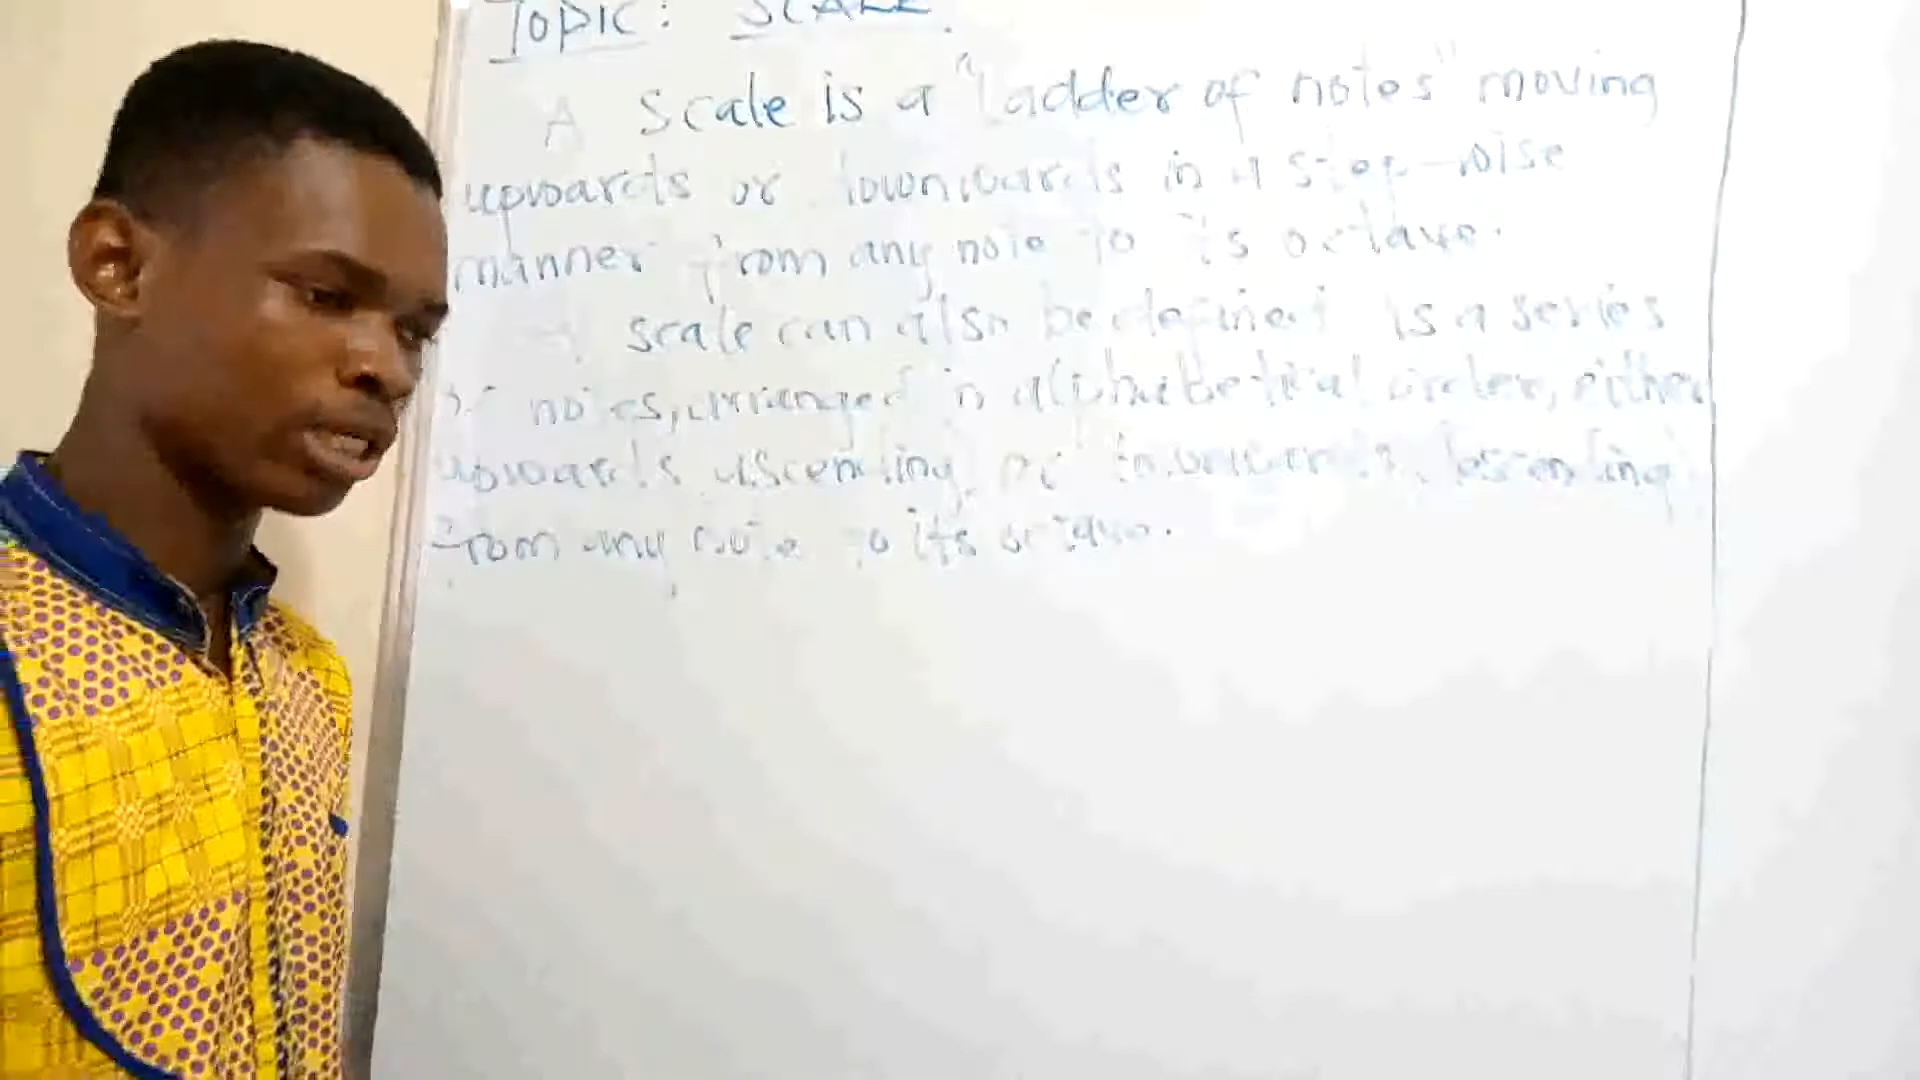 Topic: SCALE.
A scale is a "ladder of notes" moving
upwards or downwards in a step-wise
manner from any note to its octave.
A scale can also be defined as a series
of notes, arranged in alphabetical order, either
upwards ascending or downwards descending
from any note to its octave.